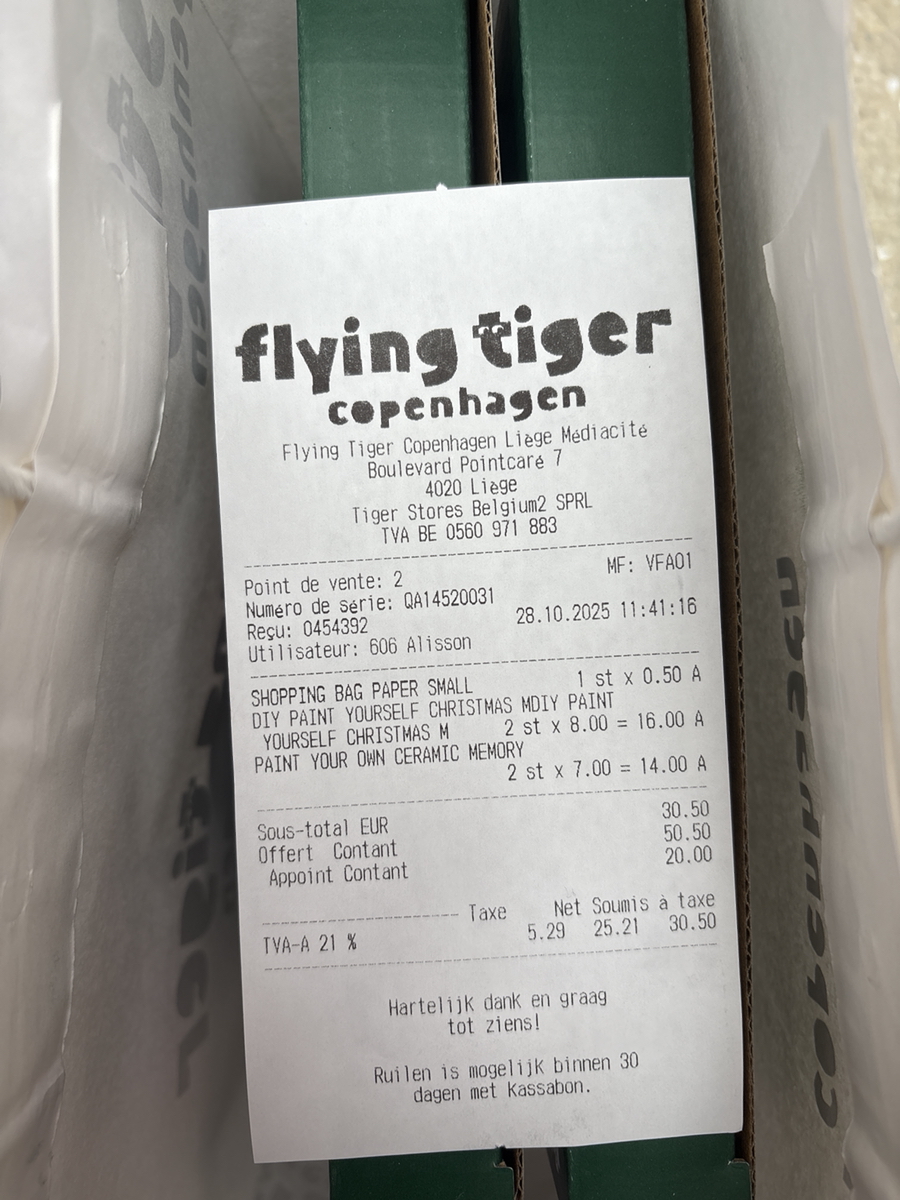 flying tiger
copenhagen
Flying Tiger Copenhagen Liège Médiacité
Boulevard Pointcaré 7
4020 Liège
Tiger Stores Belgium2 SPRL
TVA BE 0560 971 883
Point de vente: 2 MF: VFA01
Numéro de série: QA14520031
Reçu: 0454392 28.10.2025 11:41:16
Utilisateur: 606 Alisson
SHOPPING BAG PAPER SMALL 1 st x 0.50 A
DIY PAINT YOURSELF CHRISTMAS MDIY PAINT
YOURSELF CHRISTMAS M 2 st x 8.00 = 16.00 A
PAINT YOUR OWN CERAMIC MEMORY
2 st x 7.00 = 14.00 A
Sous-total EUR 30.50
Offert Contant 50.50
Appoint Contant 20.00
Taxe Net Soumis à taxe
TVA-A 21 % 5.29 25.21 30.50
Hartelijk dank en graag
tot ziens!
Ruilen is mogelijk binnen 30
dagen met Kassabon.
copenhagen